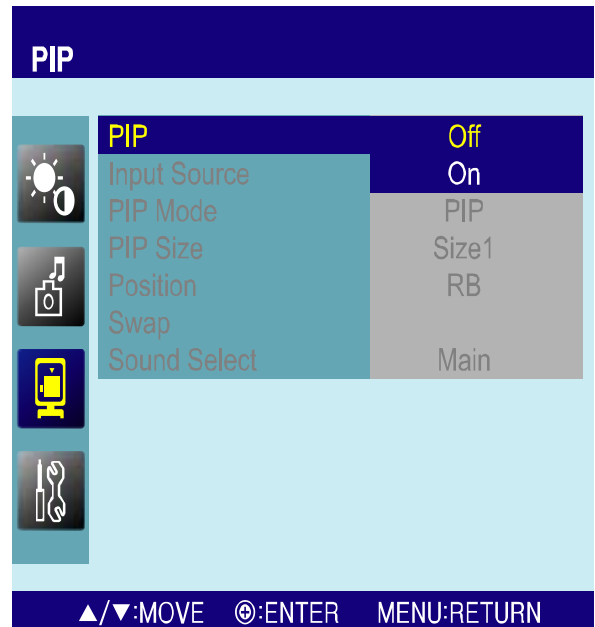 PIP
PIP Off
Input Source On
PIP Mode PIP
PIP Size Size1
Position RB
Swap
Sound Select Main
▲/▼:MOVE ⊕:ENTER MENU:RETURN